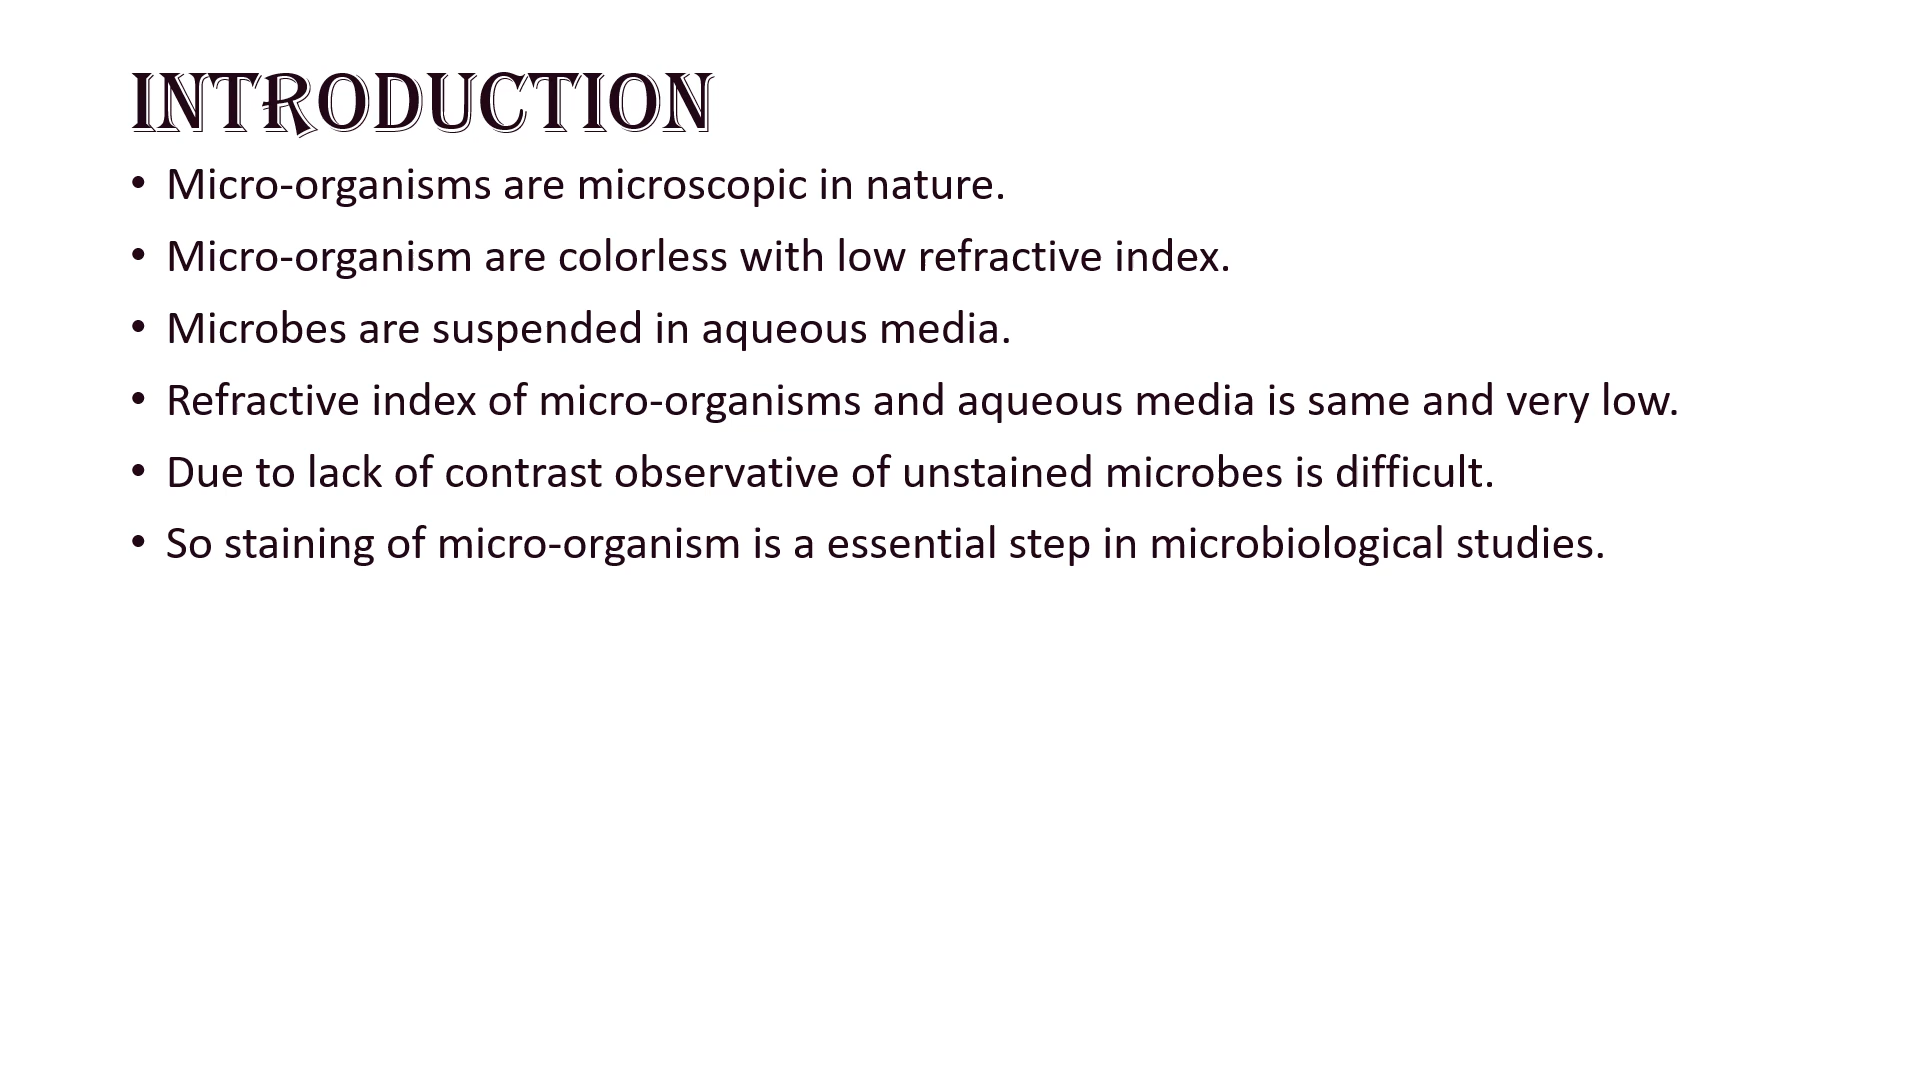 INTRODUCTION
• Micro-organisms are microscopic in nature.
• Micro-organism are colorless with low refractive index.
• Microbes are suspended in aqueous media.
• Refractive index of micro-organisms and aqueous media is same and very low.
• Due to lack of contrast observative of unstained microbes is difficult.
• So staining of micro-organism is a essential step in microbiological studies.